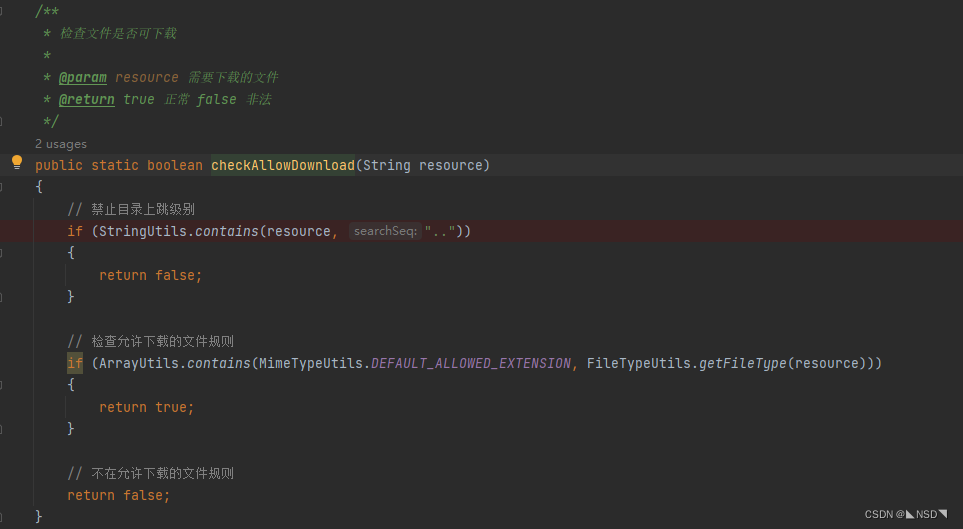 /**
 * 检查文件是否可下载
 *
 * @param resource 需要下载的文件
 * @return true 正常 false 非法
 */
2 usages
public static boolean checkAllowDownload(String resource)
{
    // 禁止目录上跳级别
    if (StringUtils.contains(resource, searchSeq: ".."))
    {
        return false;
    }

    // 检查允许下载的文件规则
    if (ArrayUtils.contains(MimeTypeUtils.DEFAULT_ALLOWED_EXTENSION, FileTypeUtils.getFileType(resource)))
    {
        return true;
    }

    // 不在允许下载的文件规则
    return false;
}
CSDN @◣NSD◥